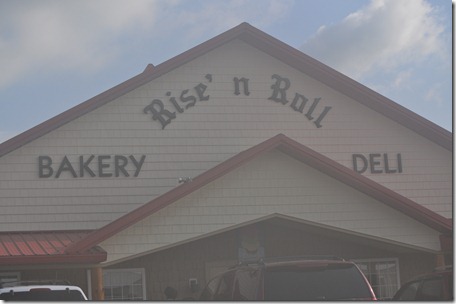 Rise' n Roll
BAKERY DELI